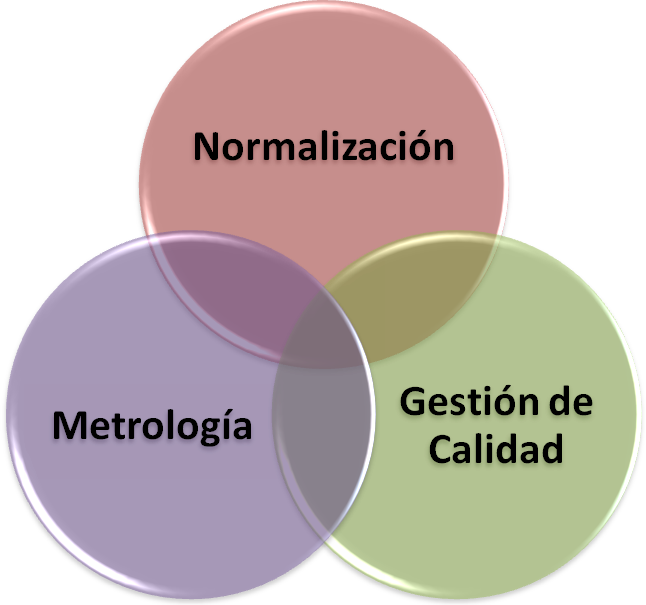 Normalización
Metrología
Gestión de
Calidad